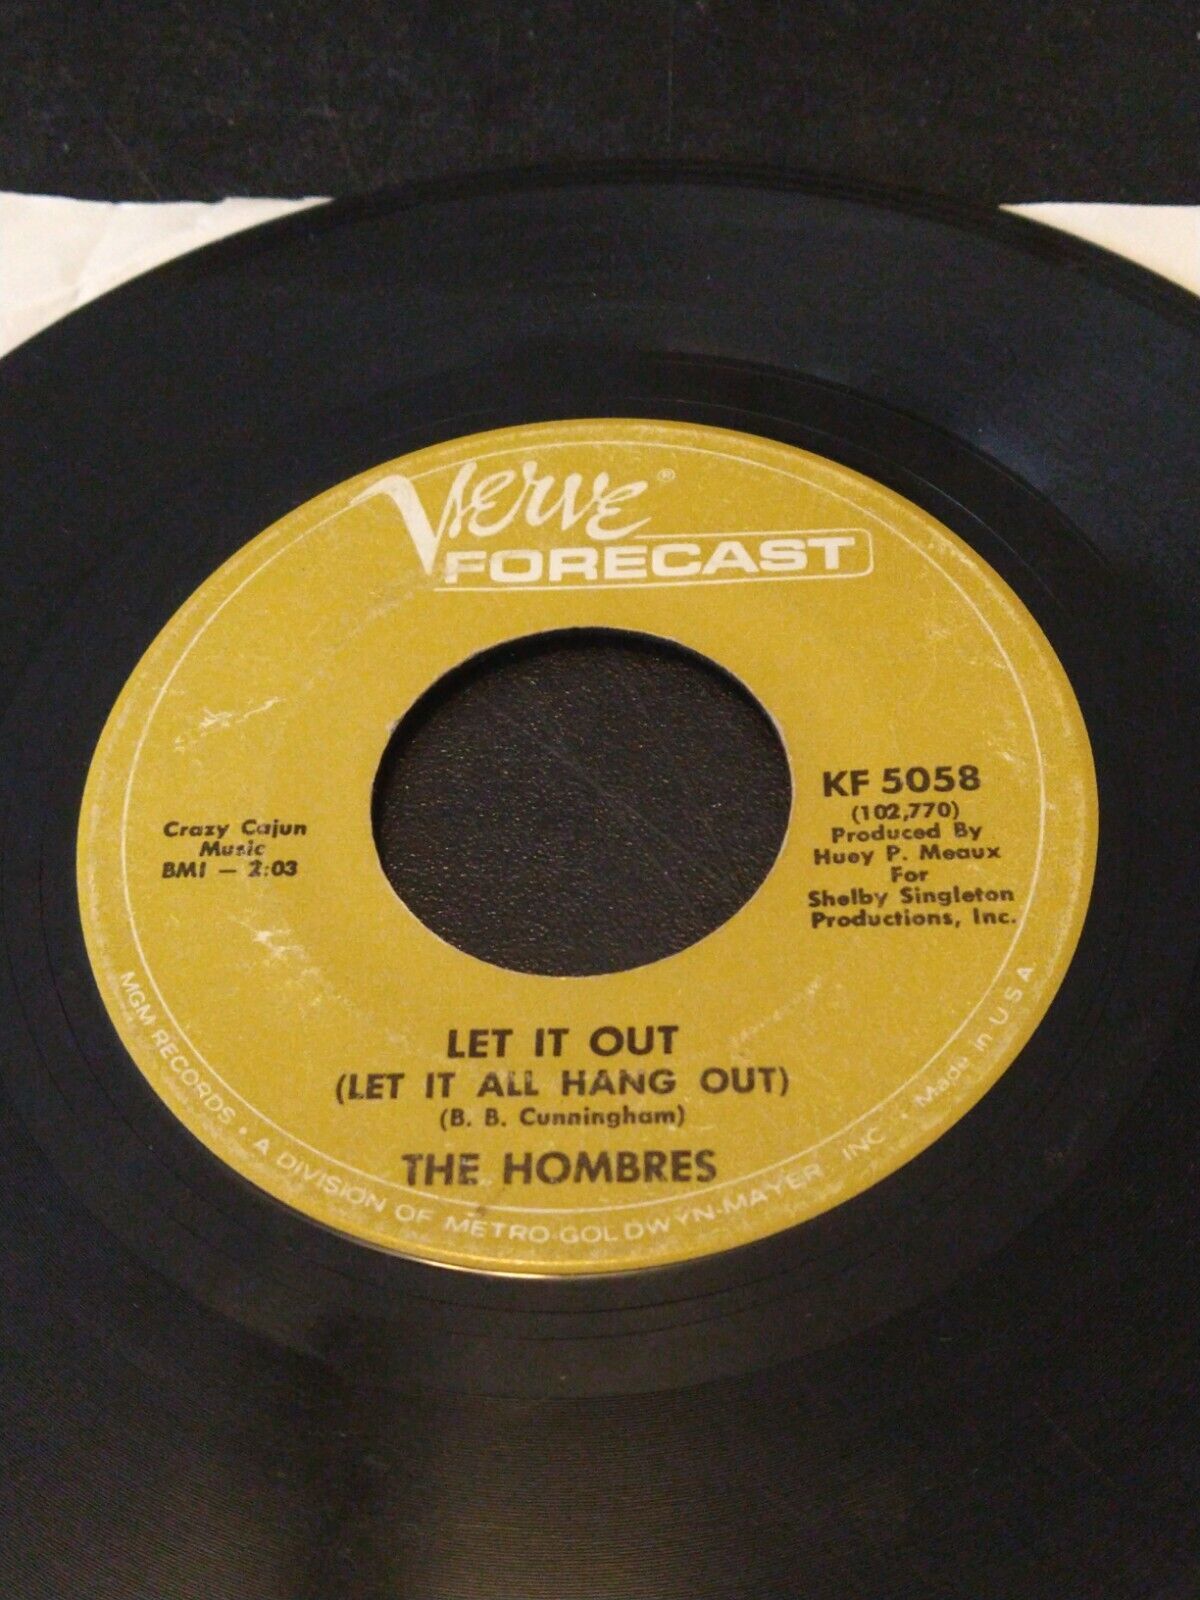 Verve®
FORECAST
KF 5058
(102,770)
Produced By
Huey P. Meaux
For
Shelby Singleton
Productions, Inc.
Crazy Cajun
Music
BMI — 2:03
LET IT OUT
(LET IT ALL HANG OUT)
(B. B. Cunningham)
THE HOMBRES
MGM RECORDS • A DIVISION OF METRO-GOLDWYN-MAYER INC. • Made in U.S.A